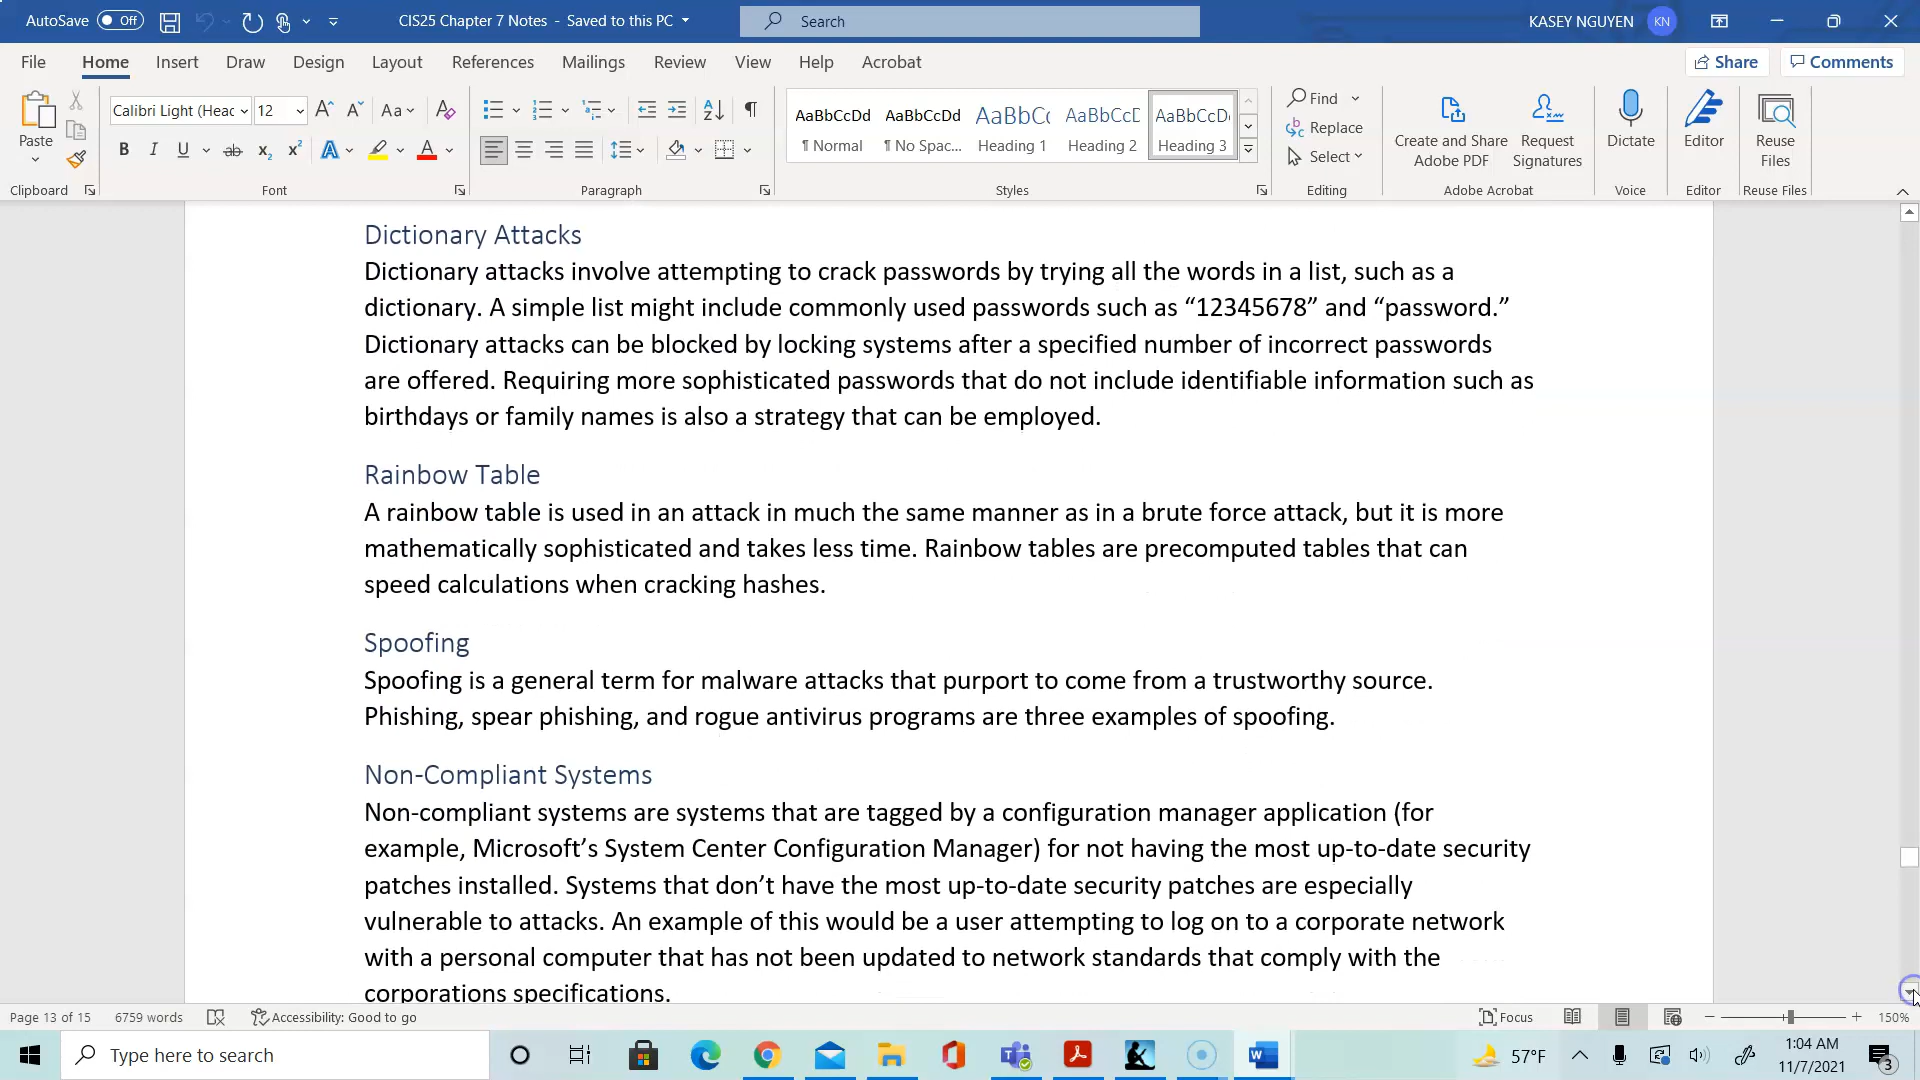 AutoSave Off CIS25 Chapter 7 Notes - Saved to this PC Search KASEY NGUYEN KN
File Home Insert Draw Design Layout References Mailings Review View Help Acrobat Share Comments
Calibri Light (Heac 12 Aa AaBbCcDd AaBbCcDd AaBbCc AaBbCcD AaBbCcD Find
Paste ¶ Normal ¶ No Spac... Heading 1 Heading 2 Heading 3 Replace Create and Share Adobe PDF Request Signatures Dictate Editor Reuse Files
Select
Clipboard Font Paragraph Styles Editing Adobe Acrobat Voice Editor Reuse Files
Dictionary Attacks
Dictionary attacks involve attempting to crack passwords by trying all the words in a list, such as a
dictionary. A simple list might include commonly used passwords such as “12345678” and “password.”
Dictionary attacks can be blocked by locking systems after a specified number of incorrect passwords
are offered. Requiring more sophisticated passwords that do not include identifiable information such as
birthdays or family names is also a strategy that can be employed.
Rainbow Table
A rainbow table is used in an attack in much the same manner as in a brute force attack, but it is more
mathematically sophisticated and takes less time. Rainbow tables are precomputed tables that can
speed calculations when cracking hashes.
Spoofing
Spoofing is a general term for malware attacks that purport to come from a trustworthy source.
Phishing, spear phishing, and rogue antivirus programs are three examples of spoofing.
Non-Compliant Systems
Non-compliant systems are systems that are tagged by a configuration manager application (for
example, Microsoft’s System Center Configuration Manager) for not having the most up-to-date security
patches installed. Systems that don’t have the most up-to-date security patches are especially
vulnerable to attacks. An example of this would be a user attempting to log on to a corporate network
with a personal computer that has not been updated to network standards that comply with the
corporations specifications.
Page 13 of 15 6759 words Accessibility: Good to go Focus 150%
Type here to search 57°F 1:04 AM
11/7/2021 3